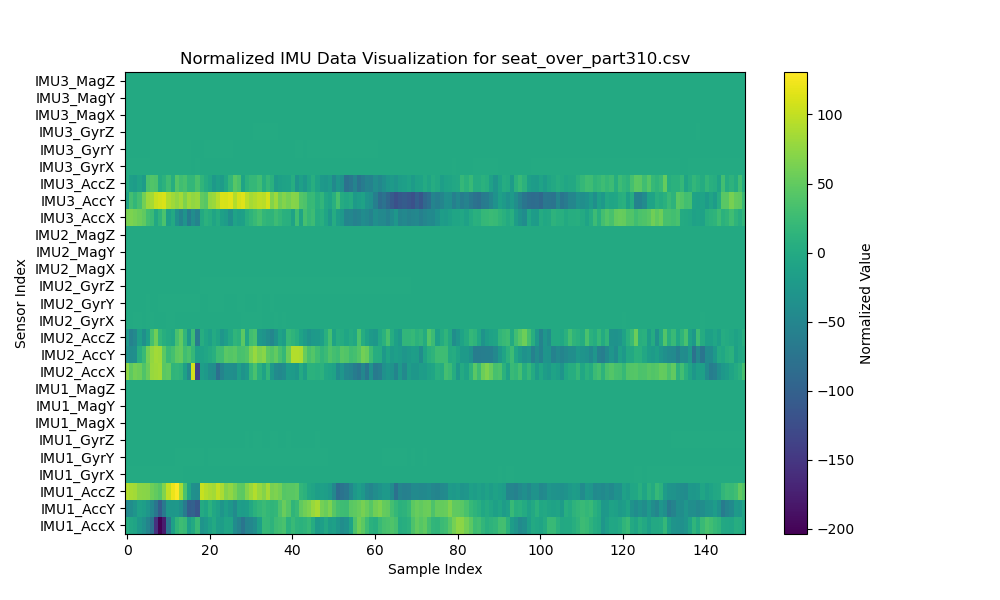 Normalized IMU Data Visualization for seat_over_part310.csv
IMU3_MagZ
IMU3_MagY
IMU3_MagX
IMU3_GyrZ
IMU3_GyrY
IMU3_GyrX
IMU3_AccZ
IMU3_AccY
IMU3_AccX
IMU2_MagZ
IMU2_MagY
IMU2_MagX
IMU2_GyrZ
IMU2_GyrY
IMU2_GyrX
IMU2_AccZ
IMU2_AccY
IMU2_AccX
IMU1_MagZ
IMU1_MagY
IMU1_MagX
IMU1_GyrZ
IMU1_GyrY
IMU1_GyrX
IMU1_AccZ
IMU1_AccY
IMU1_AccX
Sensor Index
0 20 40 60 80 100 120 140
Sample Index
100
50
0
−50
−100
−150
−200
Normalized Value